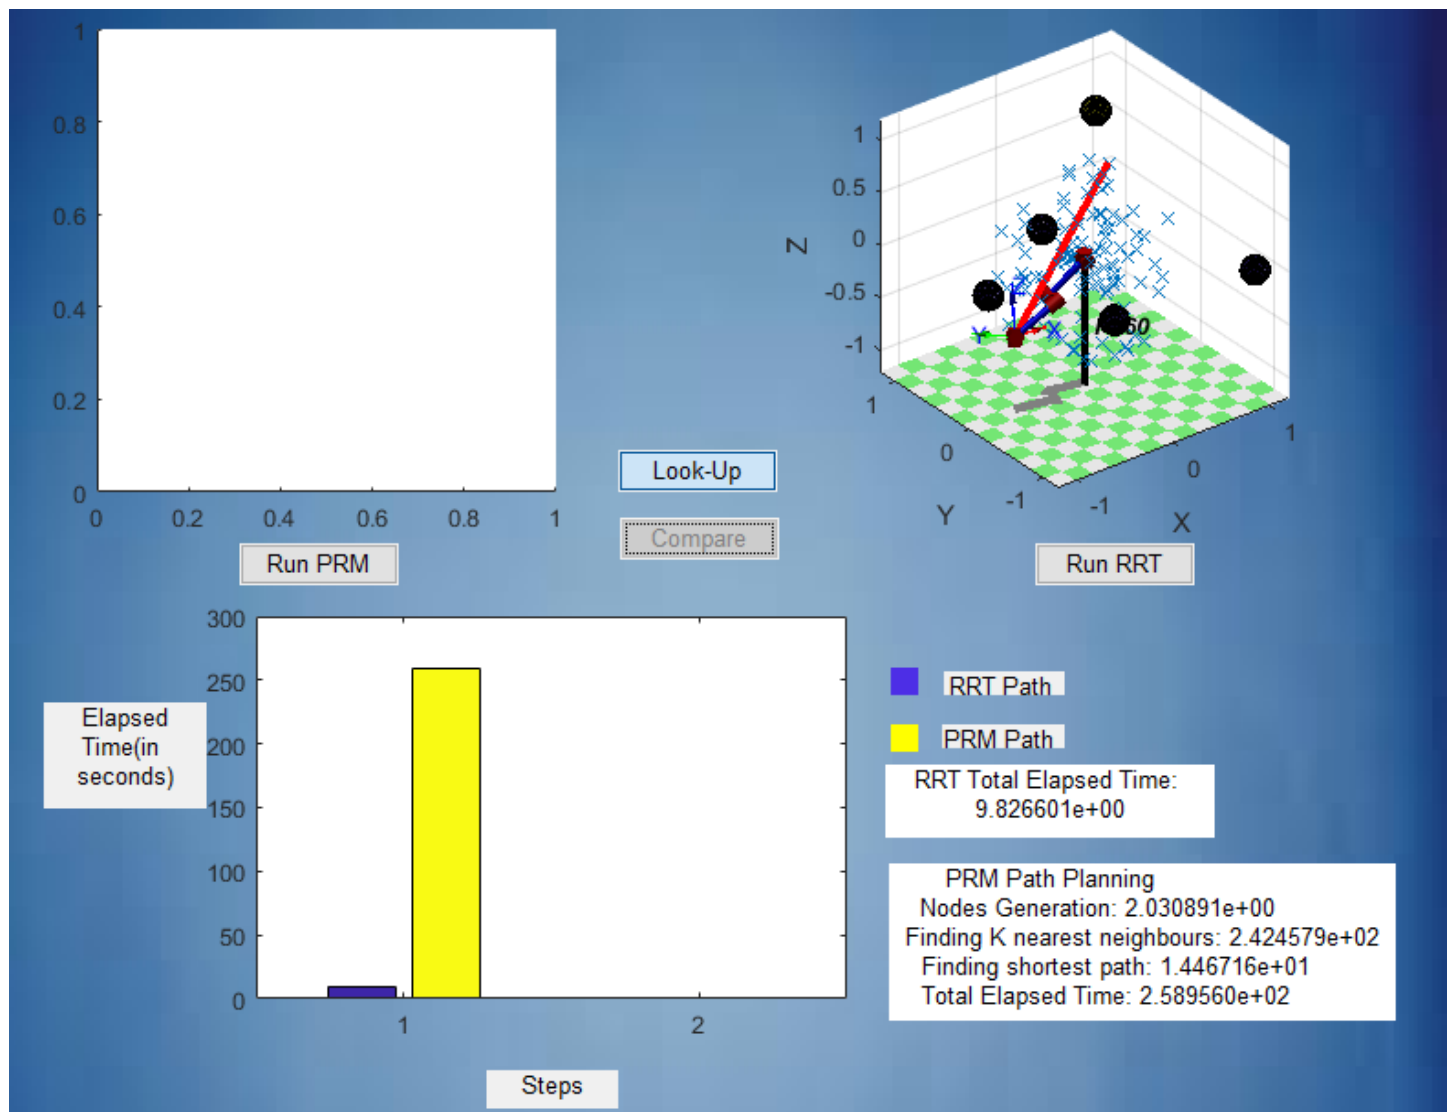 1
0.8
0.6
0.4
0.2
0
0 0.2 0.4 0.6 0.8 1
Run PRM
Look-Up
Compare
Z
1
0.5
0
-0.5
-1
Y
X
60
1
0
-1
Y
-1
0
1
X
Run RRT
300
250
200
150
100
50
0
1 2
Elapsed
Time(in
seconds)
Steps
RRT Path
PRM Path
RRT Total Elapsed Time:
9.826601e+00
PRM Path Planning
Nodes Generation: 2.030891e+00
Finding K nearest neighbours: 2.424579e+02
Finding shortest path: 1.446716e+01
Total Elapsed Time: 2.589560e+02